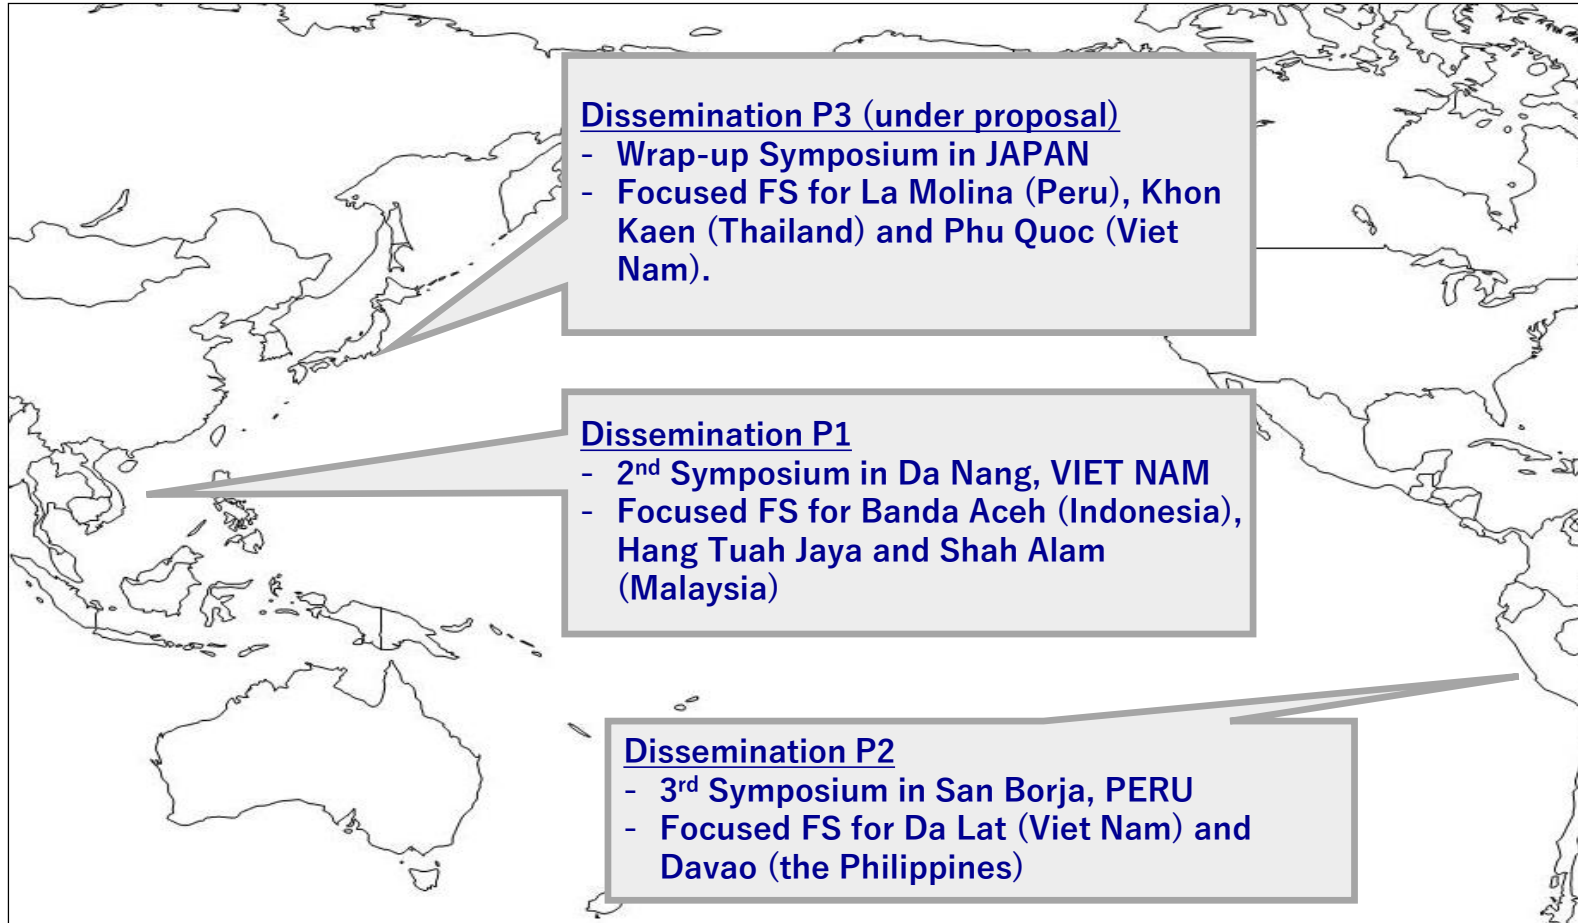 Dissemination P3 (under proposal)
- Wrap-up Symposium in JAPAN
- Focused FS for La Molina (Peru), Khon
Kaen (Thailand) and Phu Quoc (Viet
Nam).
Dissemination P1
- 2nd Symposium in Da Nang, VIET NAM
- Focused FS for Banda Aceh (Indonesia),
Hang Tuah Jaya and Shah Alam
(Malaysia)
Dissemination P2
- 3rd Symposium in San Borja, PERU
- Focused FS for Da Lat (Viet Nam) and
Davao (the Philippines)